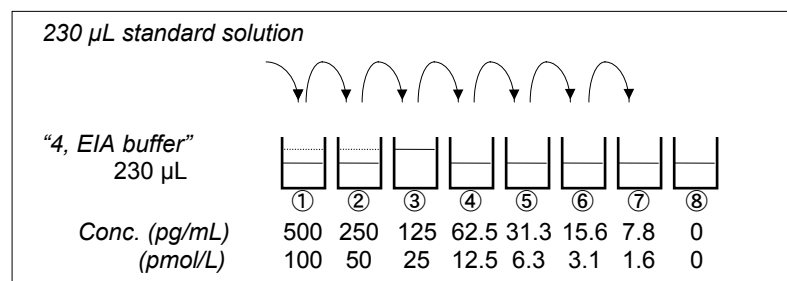 230 µL standard solution
“4, EIA buffer”
230 µL
① ② ③ ④ ⑤ ⑥ ⑦ ⑧
Conc. (pg/mL) 500 250 125 62.5 31.3 15.6 7.8 0
(pmol/L) 100 50 25 12.5 6.3 3.1 1.6 0